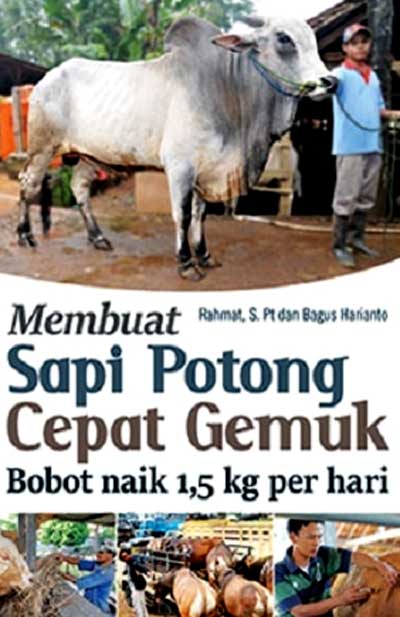 Membuat
Rahmat, S. Pt dan Bagus Harianto
Sapi Potong
Cepat Gemuk
Bobot naik 1,5 kg per hari